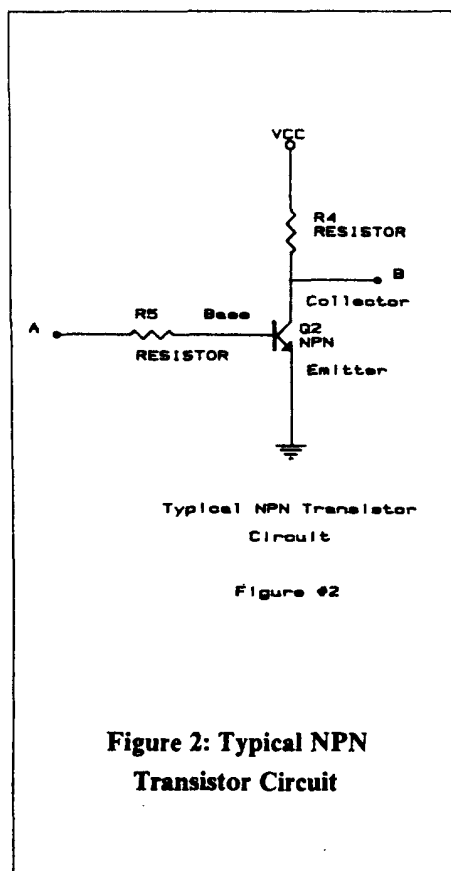 VCC
R4
RESISTOR
B
Collector
A
R5
Base
Q2
NPN
RESISTOR
Emitter
Typical NPN Transistor
Circuit
Figure #2
Figure 2: Typical NPN
Transistor Circuit